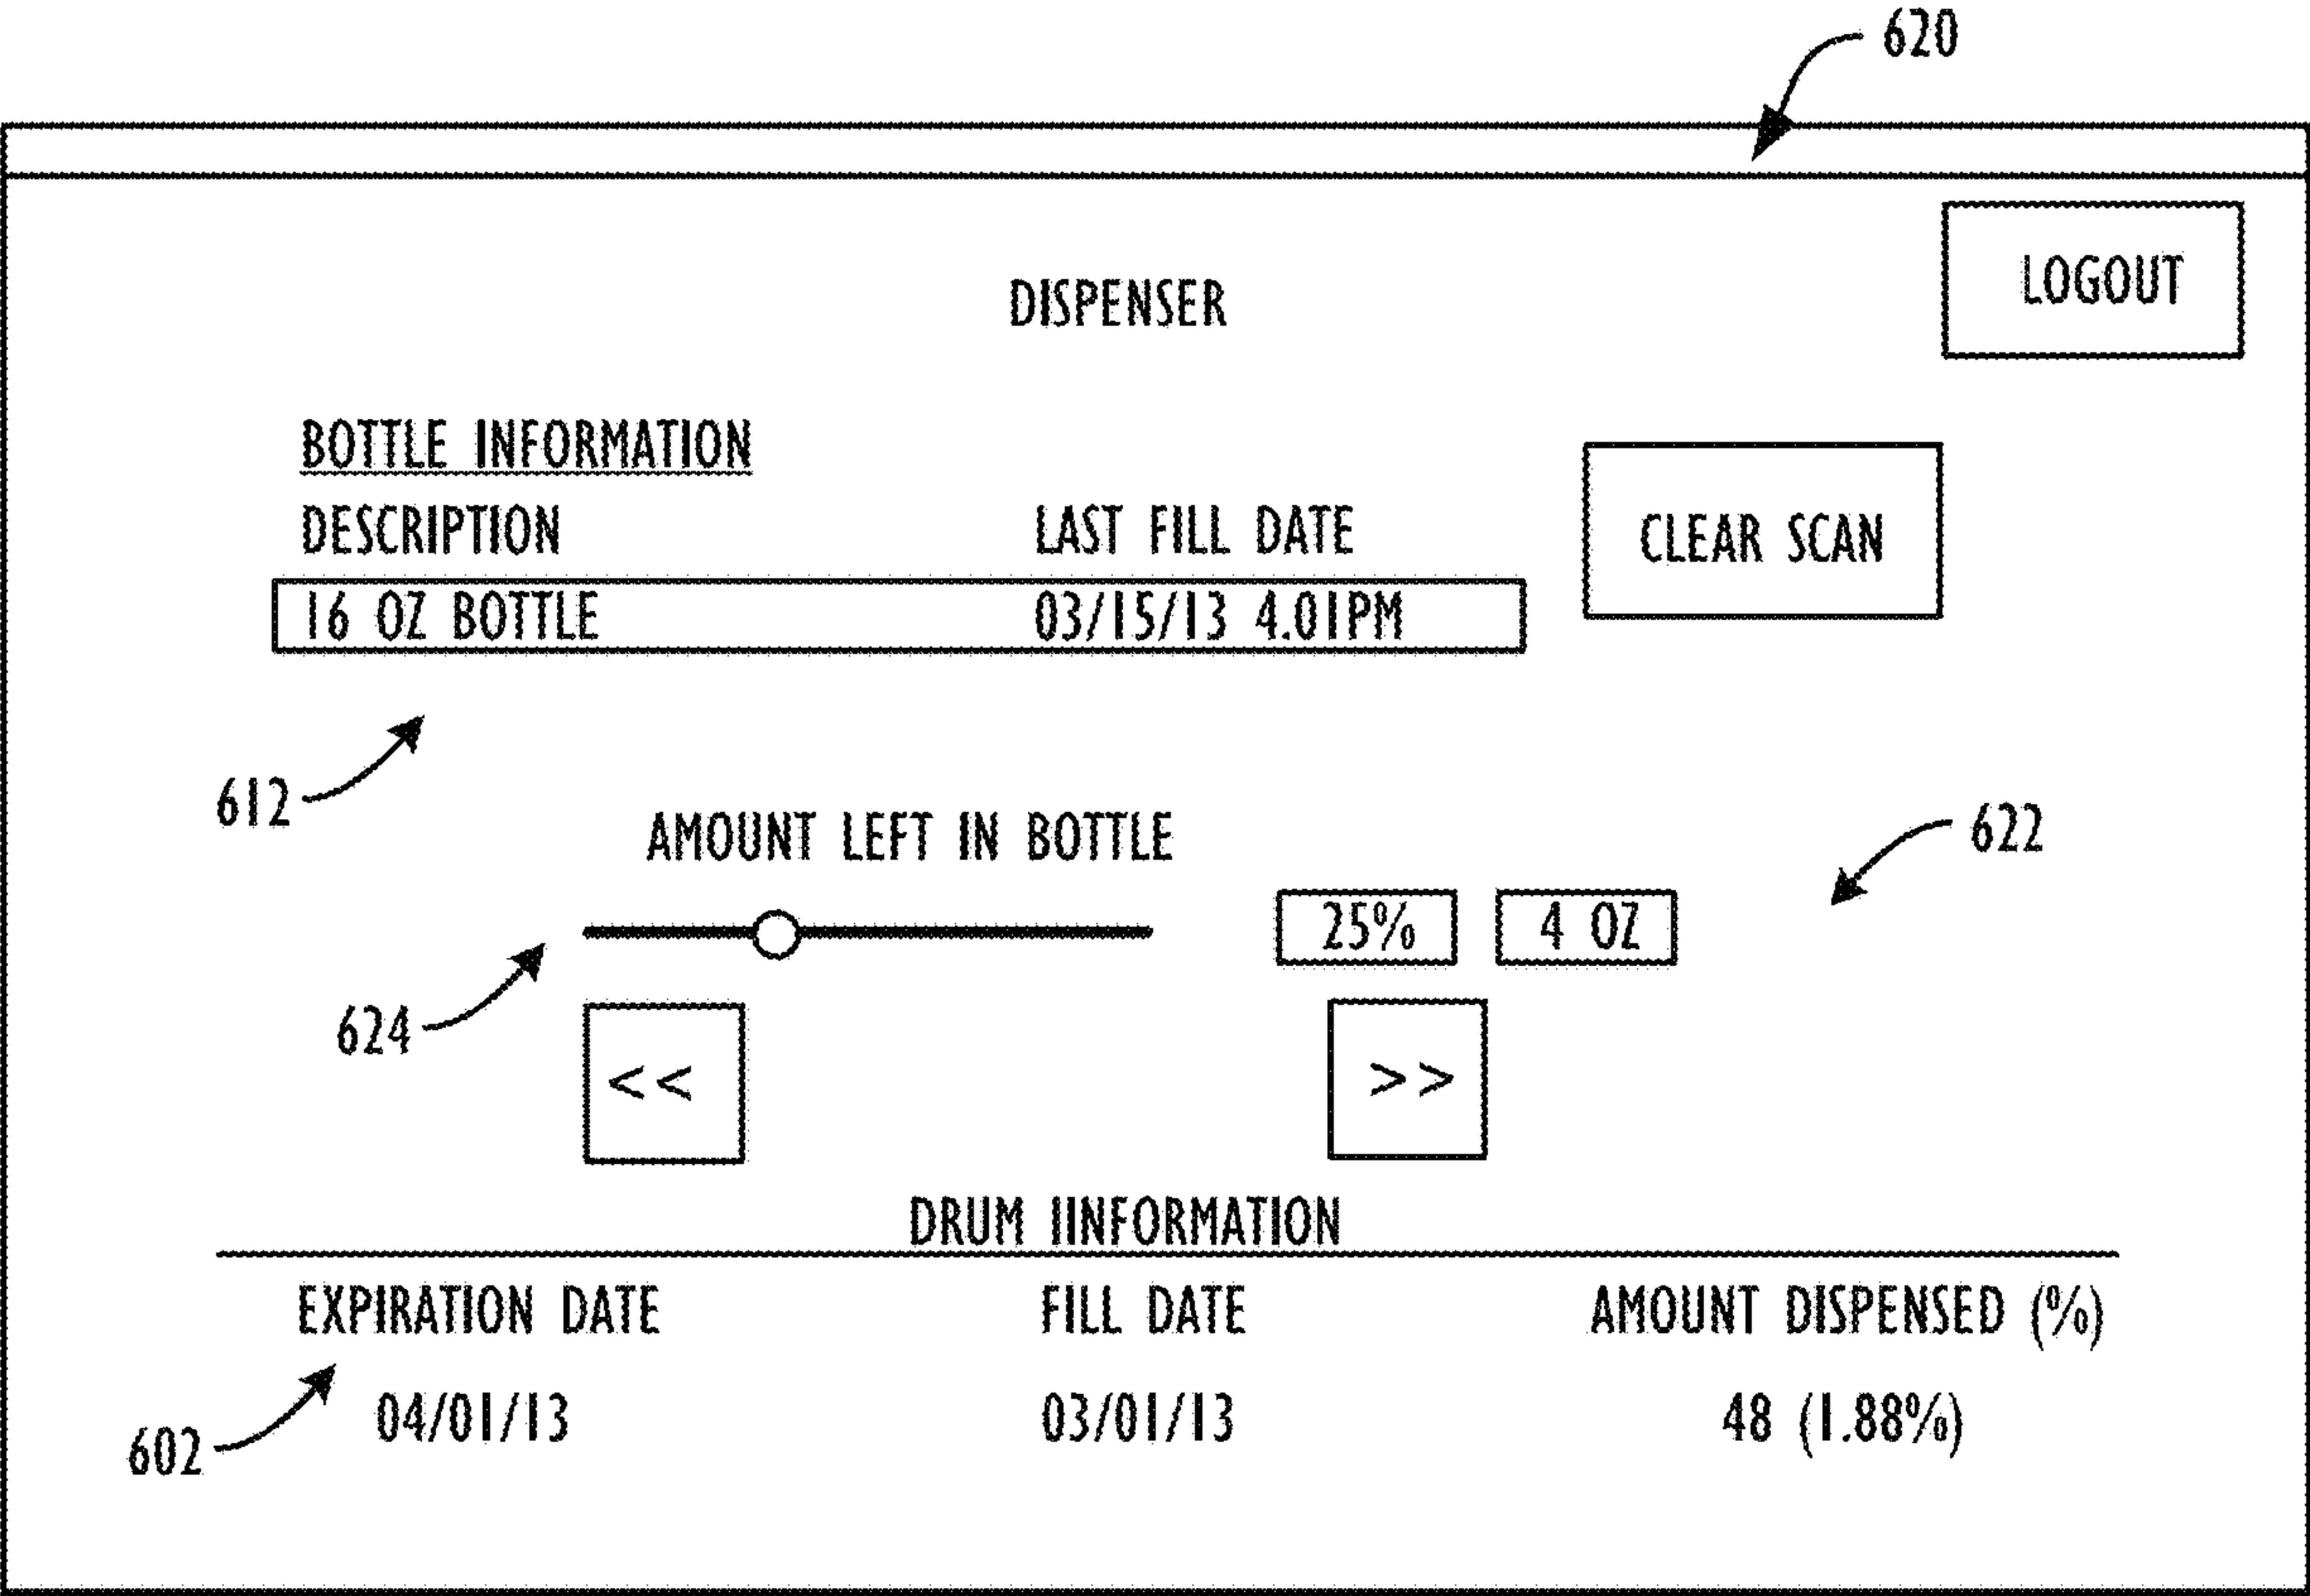 620
LOGOUT
DISPENSER
BOTTLE INFORMATION
DESCRIPTION LAST FILL DATE
CLEAR SCAN
16 OZ BOTTLE 03/15/13 4.01PM
612
AMOUNT LEFT IN BOTTLE
622
25% 4 OZ
624
<< >>
DRUM IINFORMATION
EXPIRATION DATE FILL DATE AMOUNT DISPENSED (%)
04/01/13 03/01/13 48 (1.88%)
602